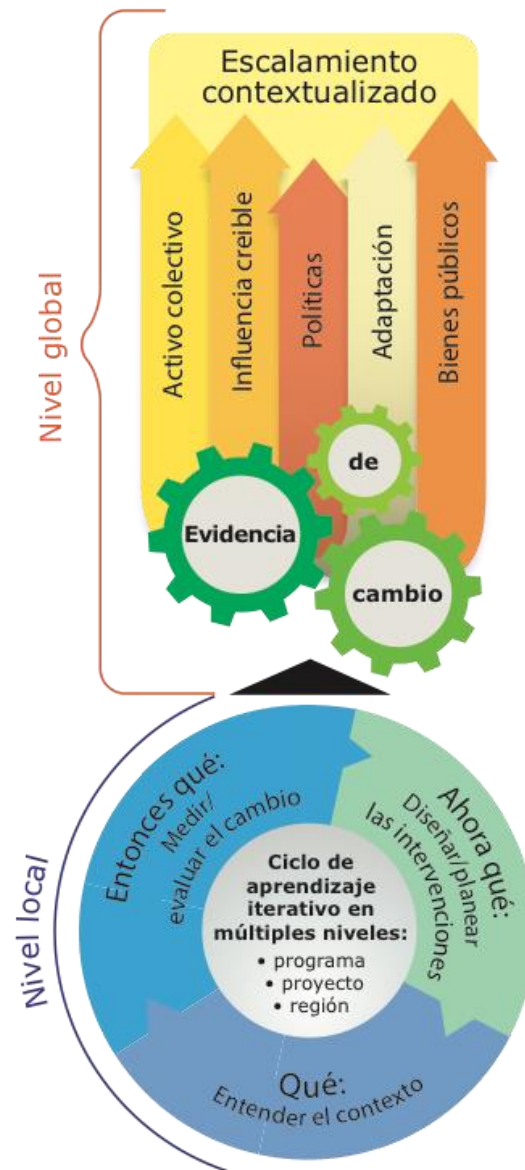 Escalamiento
contextualizado
Nivel global
Activo colectivo
Influencia creible
Políticas
Adaptación
Bienes públicos
Evidencia
de
cambio
Nivel local
Entonces qué:
Medir/
evaluar el cambio
Ahora qué:
Diseñar/planear
las intervenciones
Ciclo de
aprendizaje
iterativo en
múltiples niveles:
• programa
• proyecto
• región
Qué:
Entender el contexto